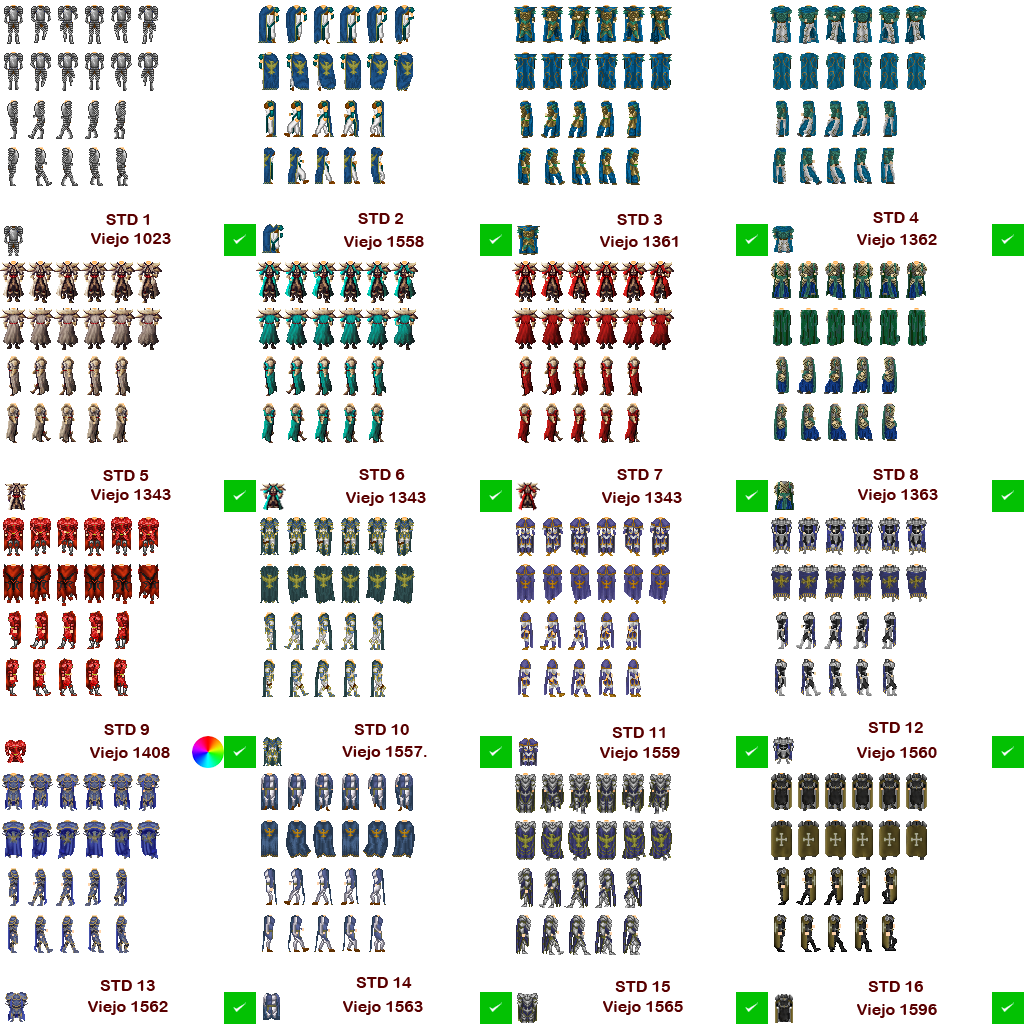 STD 1
Viejo 1023
STD 2
Viejo 1558
STD 3
Viejo 1361
STD 4
Viejo 1362
STD 5
Viejo 1343
STD 6
Viejo 1343
STD 7
Viejo 1343
STD 8
Viejo 1363
STD 9
Viejo 1408
STD 10
Viejo 1557.
STD 11
Viejo 1559
STD 12
Viejo 1560
STD 13
Viejo 1562
STD 14
Viejo 1563
STD 15
Viejo 1565
STD 16
Viejo 1596